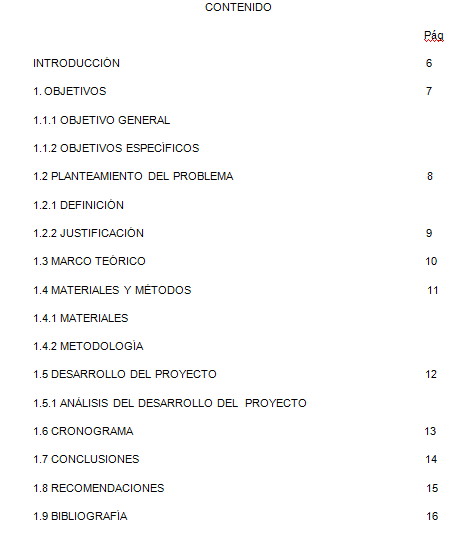 CONTENIDO
Pág
INTRODUCCIÓN 6
1. OBJETIVOS 7
1.1.1 OBJETIVO GENERAL
1.1.2 OBJETIVOS ESPECÍFICOS
1.2 PLANTEAMIENTO DEL PROBLEMA 8
1.2.1 DEFINICIÓN
1.2.2 JUSTIFICACIÓN 9
1.3 MARCO TEÓRICO 10
1.4 MATERIALES Y MÉTODOS 11
1.4.1 MATERIALES
1.4.2 METODOLOGÍA
1.5 DESARROLLO DEL PROYECTO 12
1.5.1 ANÁLISIS DEL DESARROLLO DEL PROYECTO
1.6 CRONOGRAMA 13
1.7 CONCLUSIONES 14
1.8 RECOMENDACIONES 15
1.9 BIBLIOGRAFÍA 16